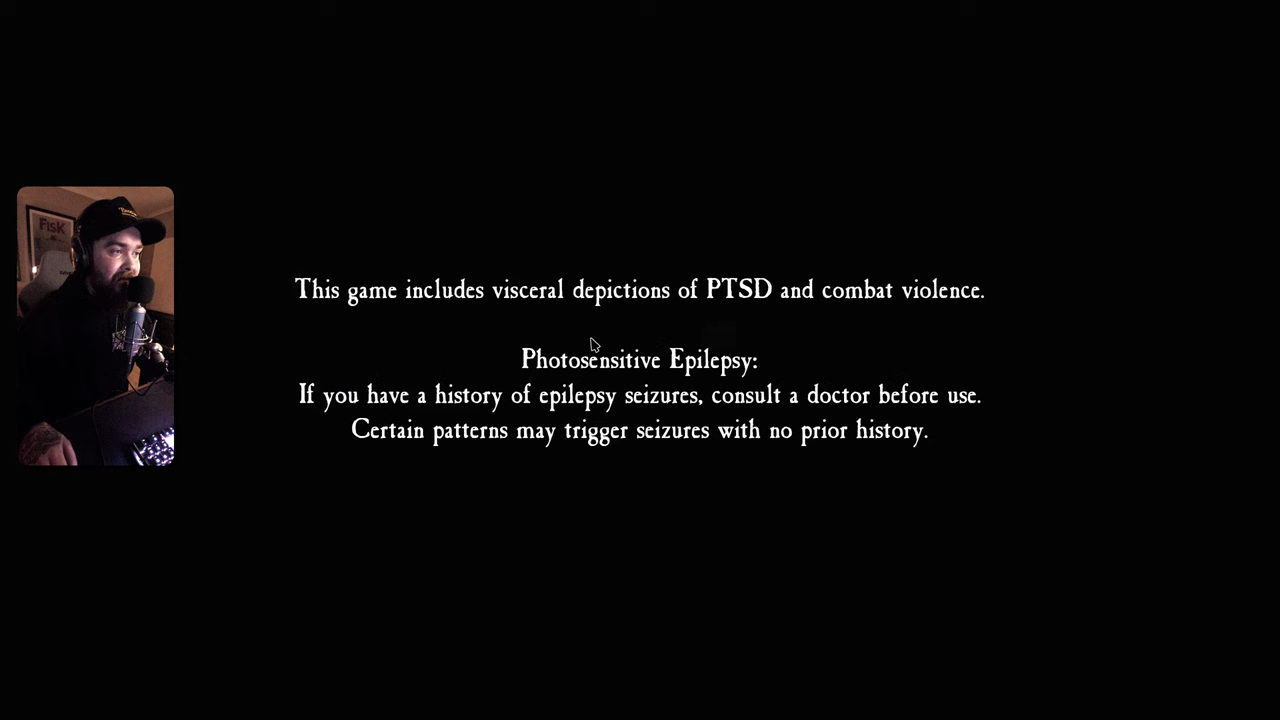 This game includes visceral depictions of PTSD and combat violence.
Photosensitive Epilepsy:
If you have a history of epilepsy seizures, consult a doctor before use.
Certain patterns may trigger seizures with no prior history.
FisK